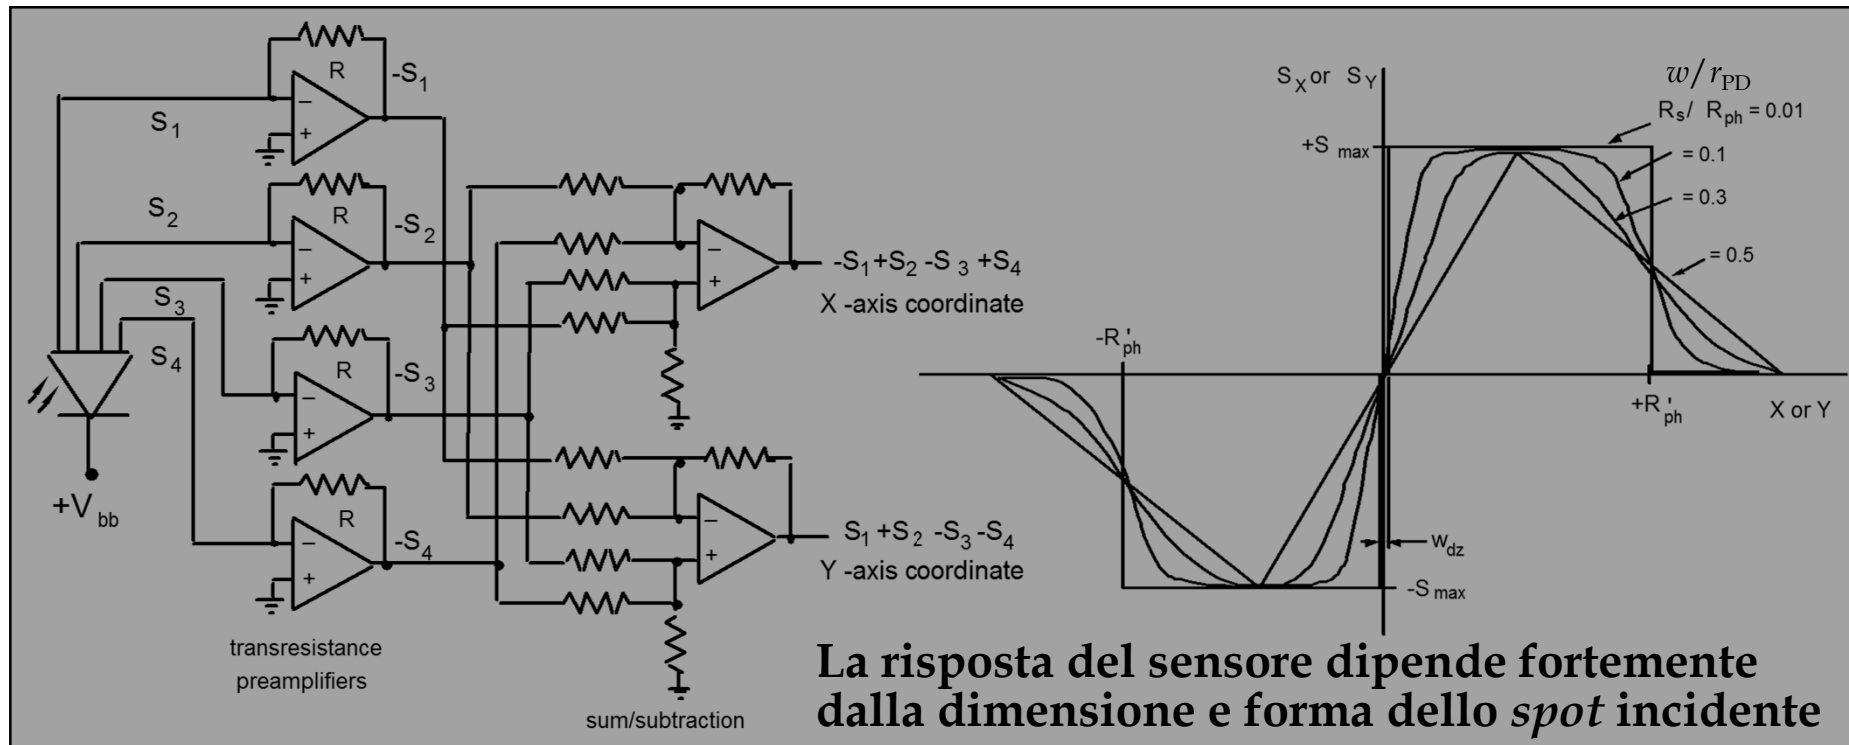 R
-S1
S1
R
-S2
S2
S3
R
-S3
S4
+Vbb
R
-S4
transresistance
preamplifiers
sum/subtraction
-S1 +S2 -S3 +S4
X -axis coordinate
S1 +S2 -S3 -S4
Y -axis coordinate
SX or SY
w/rPD
Rs/ Rph = 0.01
= 0.1
= 0.3
= 0.5
+S max
-R'ph
+R'ph
X or Y
wdz
-S max
La risposta del sensore dipende fortemente
dalla dimensione e forma dello spot incidente